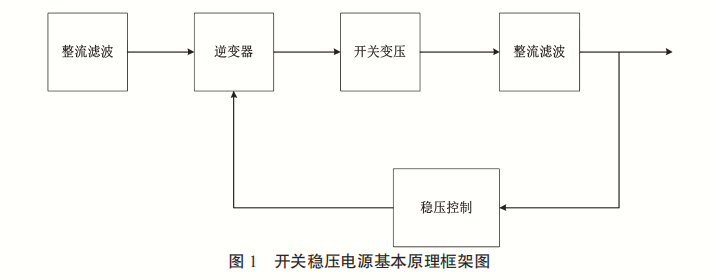 整流滤波
逆变器
开关变压
整流滤波
稳压控制
图 1 开关稳压电源基本原理框架图